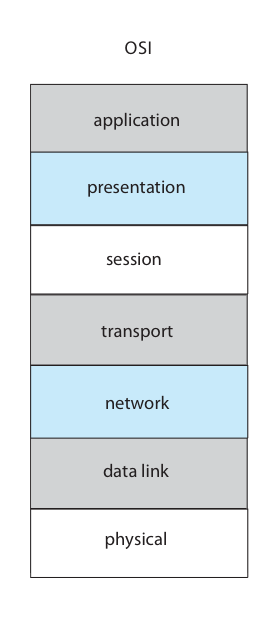 OSI
application
presentation
session
transport
network
data link
physical